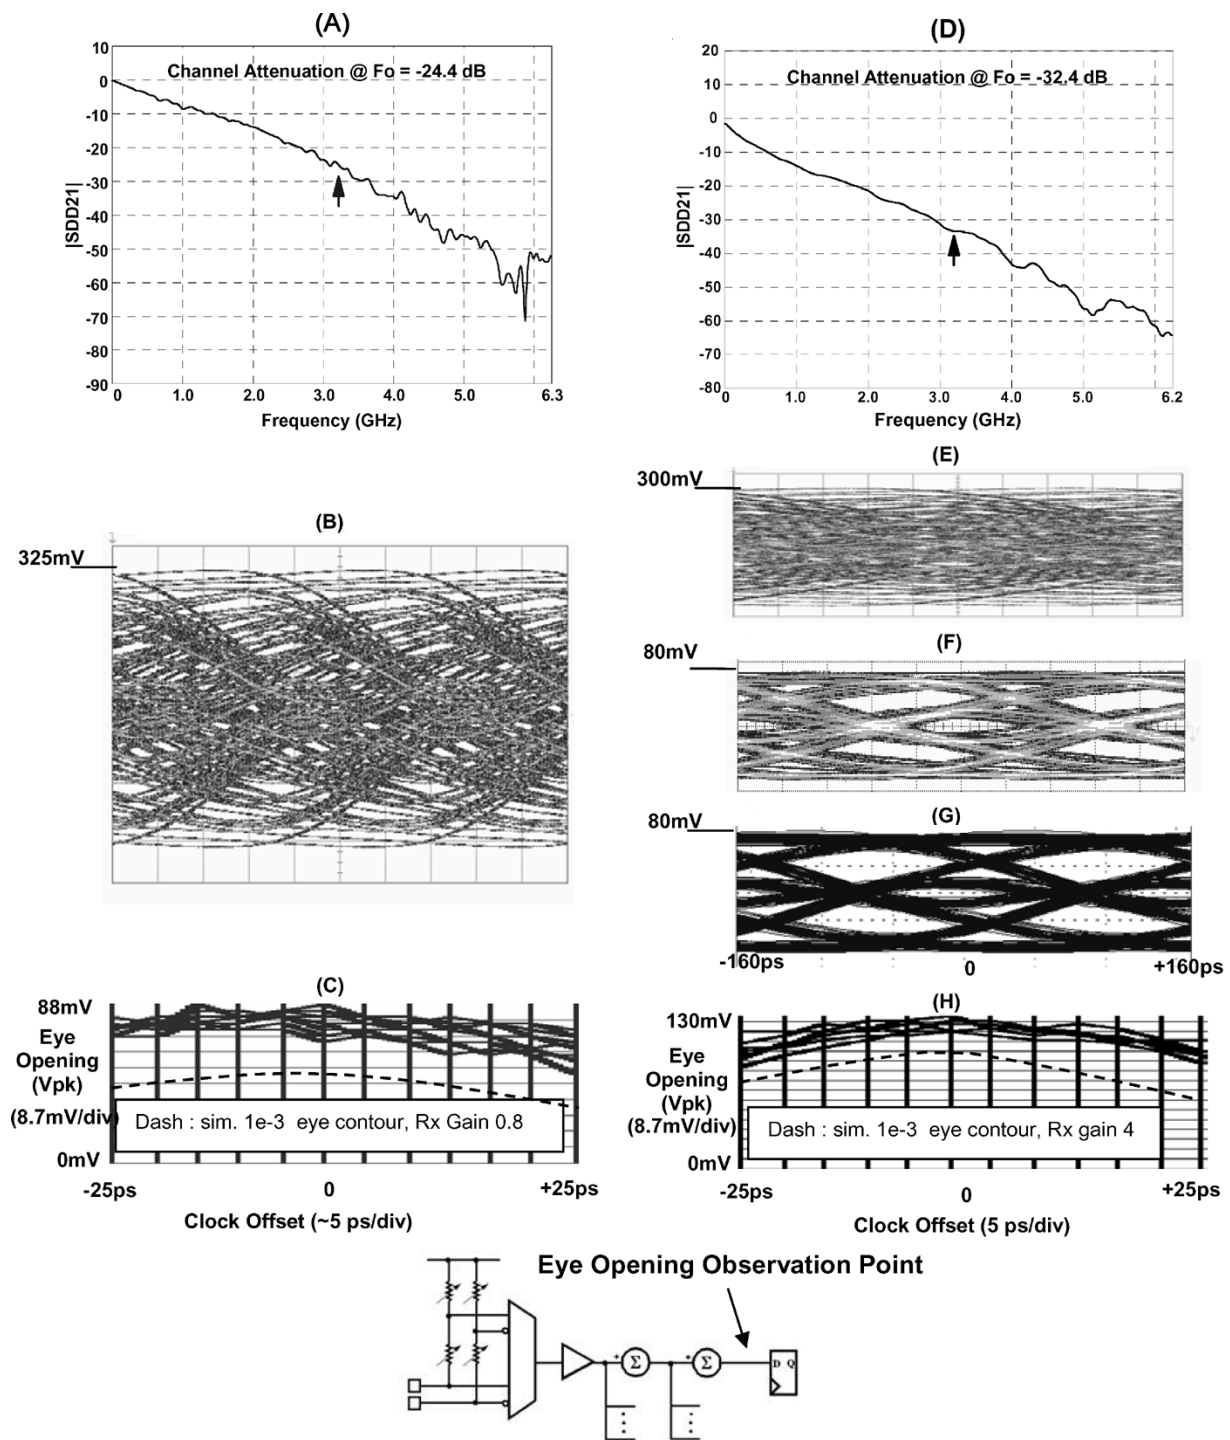 (A)
10
Channel Attenuation @ Fo = -24.4 dB
0
-10
-20
-30
-40
-50
-60
-70
-80
-90
|SDD21|
0 1.0 2.0 3.0 4.0 5.0 6.3
Frequency (GHz)
(D)
20
10
Channel Attenuation @ Fo = -32.4 dB
0
-10
-20
-30
-40
-50
-60
-70
-80
|SDD21|
0 1.0 2.0 3.0 4.0 5.0 6.2
Frequency (GHz)
(B)
325mV
(E)
300mV
(F)
80mV
(G)
80mV
-160ps 0 +160ps
(C)
88mV
Eye
Opening
(Vpk)
(8.7mV/div)
Dash : sim. 1e-3 eye contour, Rx Gain 0.8
0mV
-25ps 0 +25ps
Clock Offset (~5 ps/div)
(H)
130mV
Eye
Opening
(Vpk)
(8.7mV/div)
Dash : sim. 1e-3 eye contour, Rx gain 4
0mV
-25ps 0 +25ps
Clock Offset (5 ps/div)
Eye Opening Observation Point
+ Σ + Σ D Q